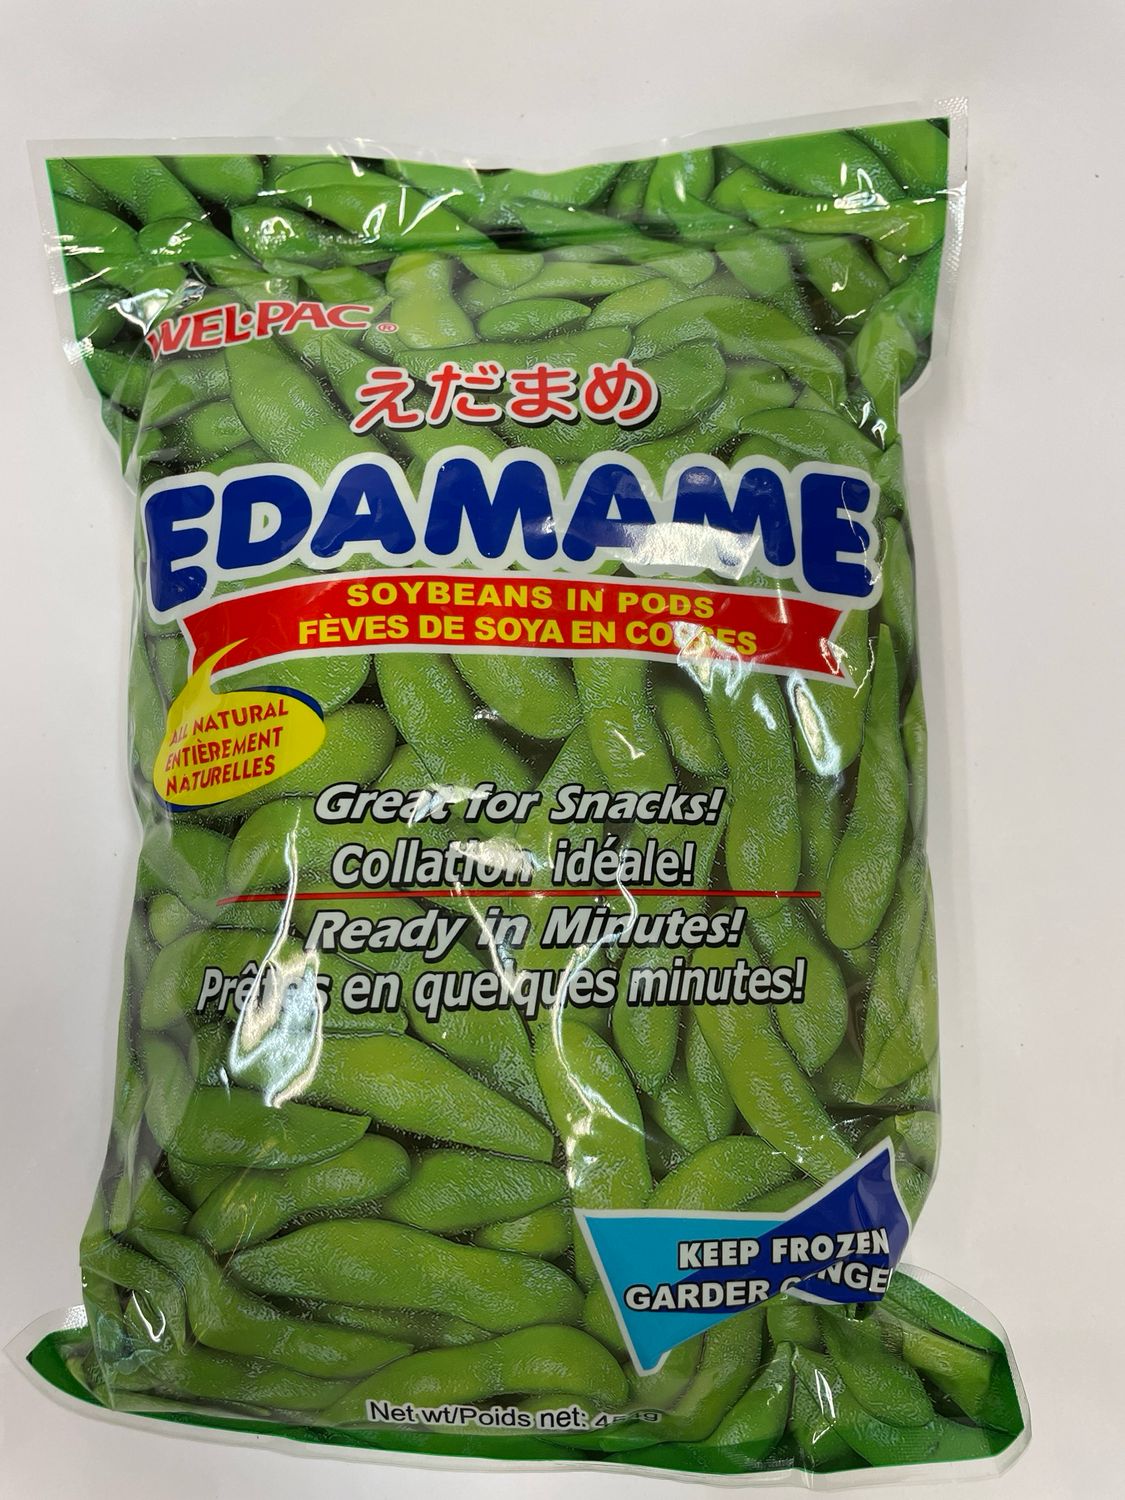 WEL·PAC®
えだまめ
EDAMAME
SOYBEANS IN PODS
FÈVES DE SOYA EN COSSES
ALL NATURAL
ENTIÈREMENT
NATURELLES
Great for Snacks!
Collation idéale!
Ready in Minutes!
Prêtes en quelques minutes!
KEEP FROZEN
GARDER
Net wt/Poids net: